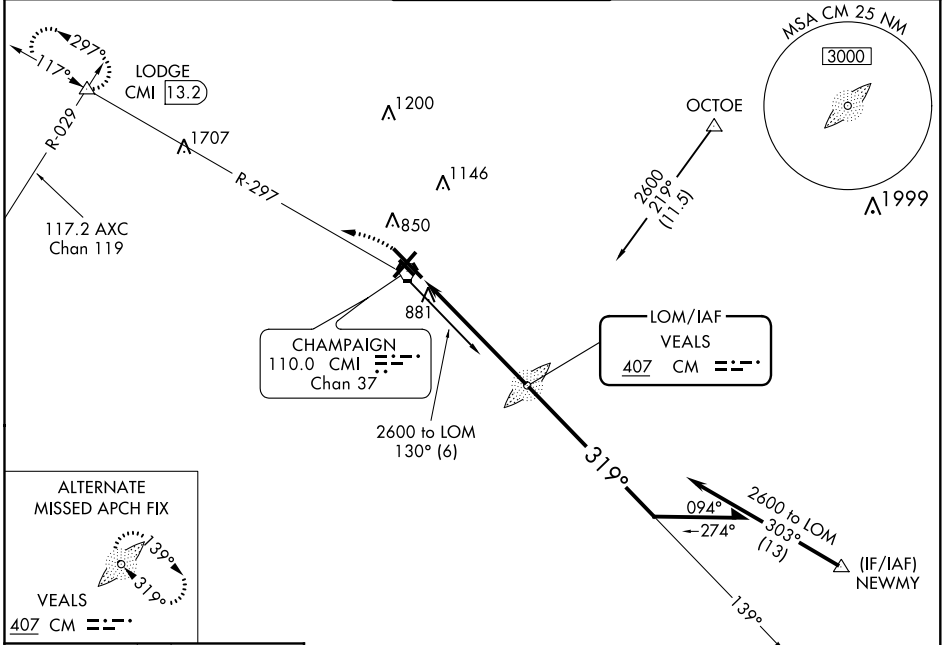 MSA CM 25 NM
3000
297°
117°
LODGE
CMI 13.2
1200
OCTOE
R-029
1707
R-297
1146
2600
219°
(11.5)
1999
850
117.2 AXC
Chan 119
881
CHAMPAIGN
110.0 CMI
Chan 37
LOM/IAF
VEALS
407 CM
2600 to LOM
130° (6)
319°
ALTERNATE
MISSED APCH FIX
139°
319°
VEALS
407 CM
094°
274°
2600 to LOM
303°
(13)
(IF/IAF)
NEWMY
139°